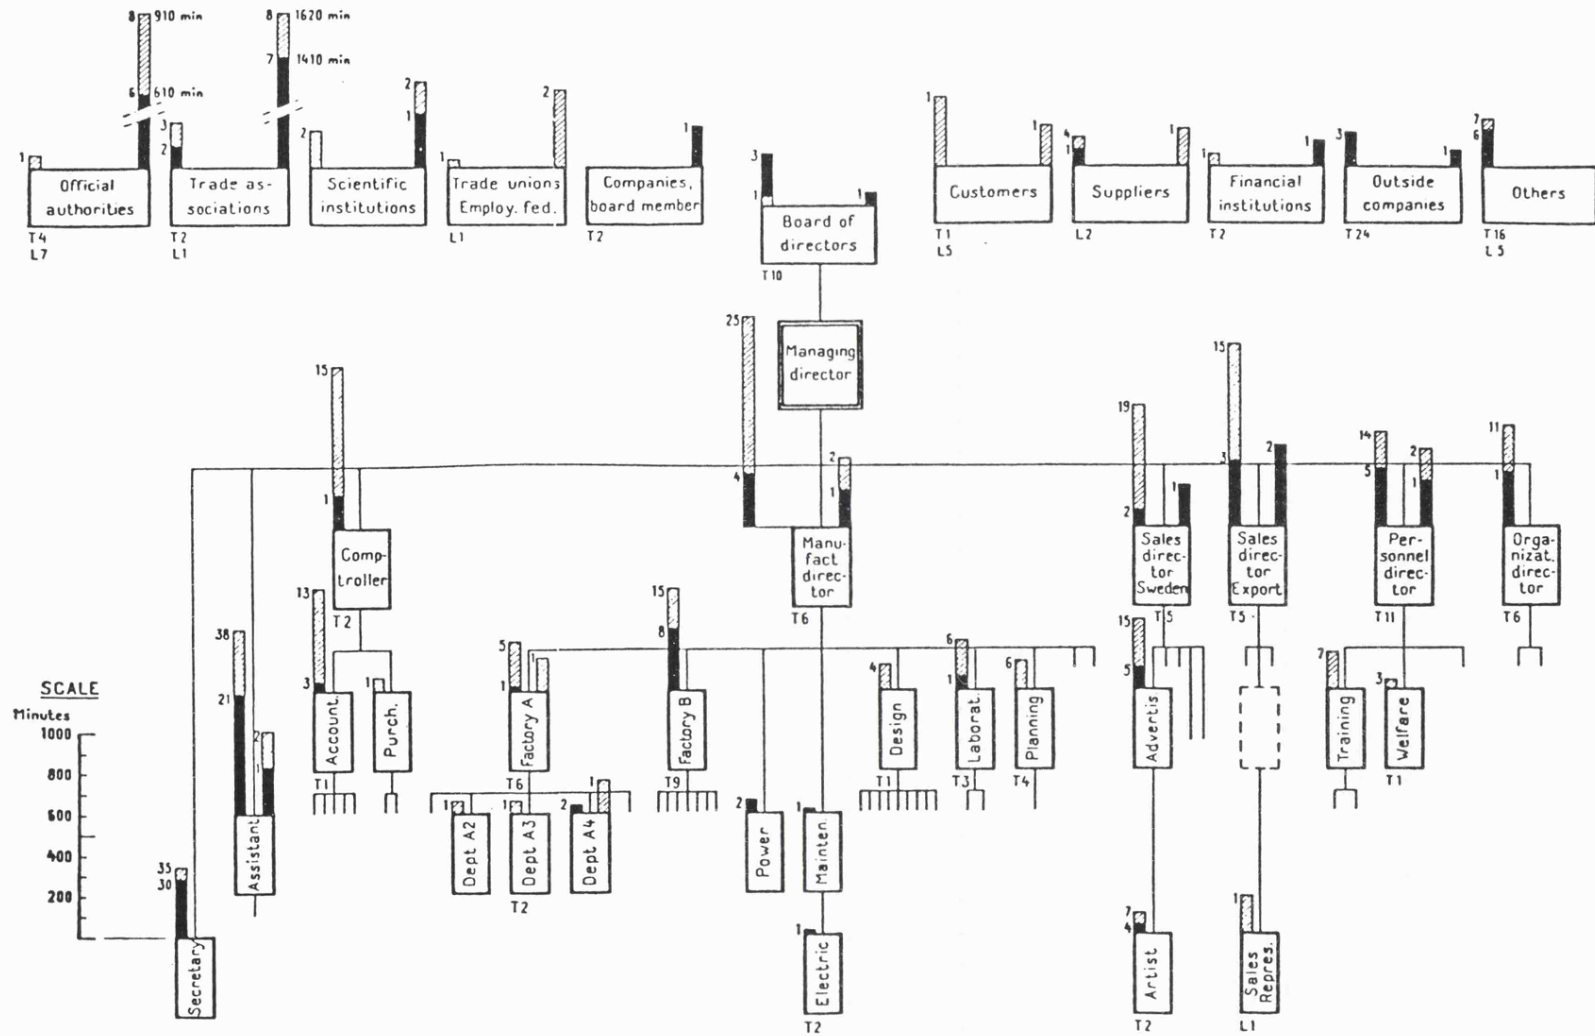 8 910 min
6 610 min
8 1620 min
7 1410 min
1
3
2
2
2
1
1
2
1
3
1
1
1
1
4
1
1
1
1
3
1
7
6
Official
authorities
T4
L7
Trade as-
sociations
T2
L1
Scientific
institutions
Trade unions
Employ. fed.
L1
Companies,
board member
T2
Board of
directors
T10
Customers
T1
L5
Suppliers
L2
Financial
institutions
T2
Outside
companies
T24
Others
T16
L5
Managing
director
15
1
Comp-
troller
T2
25
4
2
1
Manu-
fact
direc-
tor
T6
19
2
1
Sales
direc-
tor
Sweden
T5
15
3
2
Sales
direc-
tor
Export
T5
14
5
2
1
Per-
sonnel
direc-
tor
T11
11
1
Orga-
nizat.
direc-
tor
T6
SCALE
Minutes
1000
800
600
400
200
35
30
Secretary
38
21
2
1
Assistant
13
3
Account.
T1
1
Purch.
5
1
1
Factory A
T6
1
Dept A2
1
Dept A3
T2
2
1
Dept A4
15
8
Factory B
T9
2
Power
1
Mainten.
1
Electric
T2
4
Design
T1
6
1
Laborat.
T3
6
Planning
T4
15
5
Advertis
7
4
Artist
T2
1
Sales
Repres.
L1
7
Training
3
Welfare
T1